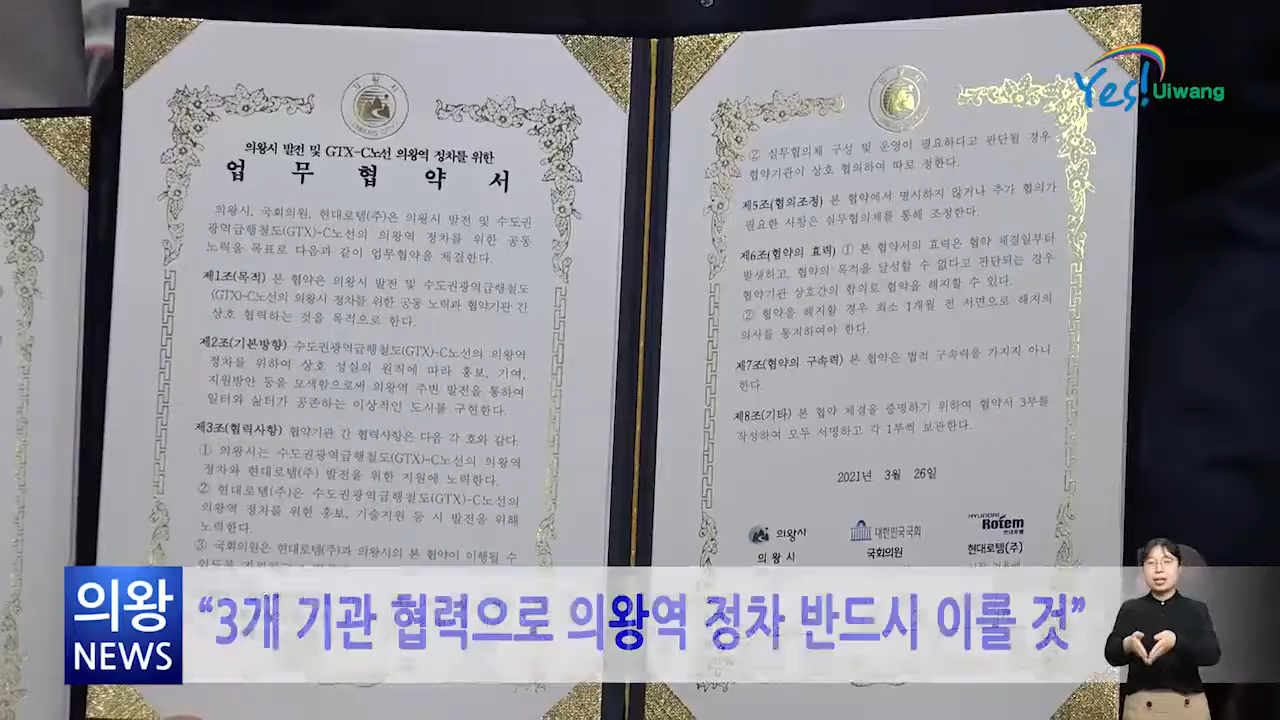 Yes! Uiwang
의왕시 발전 및 GTX-C노선 의왕역 정차를 위한
업 무 협 약 서
의왕시, 국회의원, 현대로템(주)은 의왕시 발전 및 수도권
광역급행철도(GTX)-C노선의 의왕역 정차를 위한 공동
노력을 목표로 다음과 같이 업무협약을 체결한다.
제1조(목적) 본 협약은 의왕시 발전 및 수도권광역급행철도
(GTX)-C노선의 의왕시 정차를 위한 공동 노력과 협약기관 간
상호 협력하는 것을 목적으로 한다.
제2조(기본방향) 수도권광역급행철도(GTX)-C노선의 의왕역
정차를 위하여 상호 성실의 원칙에 따라 홍보, 기여,
지원방안 등을 모색함으로써 의왕역 주변 발전을 통하여
일터와 삶터가 공존하는 이상적인 도시를 구현한다.
제3조(협력사항) 협약기관 간 협력사항은 다음 각 호와 같다.
① 의왕시는 수도권광역급행철도(GTX)-C노선의 의왕역
정차와 현대로템(주) 발전을 위한 지원에 노력한다.
② 현대로템(주)은 수도권광역급행철도(GTX)-C노선의
의왕역 정차를 위한 홍보, 기술지원 등 시 발전을 위해
노력한다.
③ 국회의원은 현대로템(주)과 의왕시의 본 협약이 이행될 수
② 실무협의체 구성 및 운영이 필요하다고 판단될 경우
협약기관이 상호 협의하여 따로 정한다.
제5조(협의조정) 본 협약에서 명시하지 않거나 추가 협의가
필요한 사항은 실무협의체를 통해 조정한다.
제6조(협약의 효력) ① 본 협약서의 효력은 협약 체결일부터
발생하고, 협약의 목적을 달성할 수 없다고 판단되는 경우
협약기관 상호간의 합의로 협약을 해지할 수 있다.
② 협약을 해지할 경우 최소 1개월 전 서면으로 해지의
의사를 통지하여야 한다.
제7조(협약의 구속력) 본 협약은 법적 구속력을 가지지 아니
한다.
제8조(기타) 본 협약 체결을 증명하기 위하여 협약서 3부를
작성하여 모두 서명하고 각 1부씩 보관한다.
2021년 3월 26일
의왕시 대한민국국회 HYUNDAI Rotem 현대로템
의 왕 시 국회의원 현대로템(주)
의왕 NEWS
“3개 기관 협력으로 의왕역 정차 반드시 이룰 것”